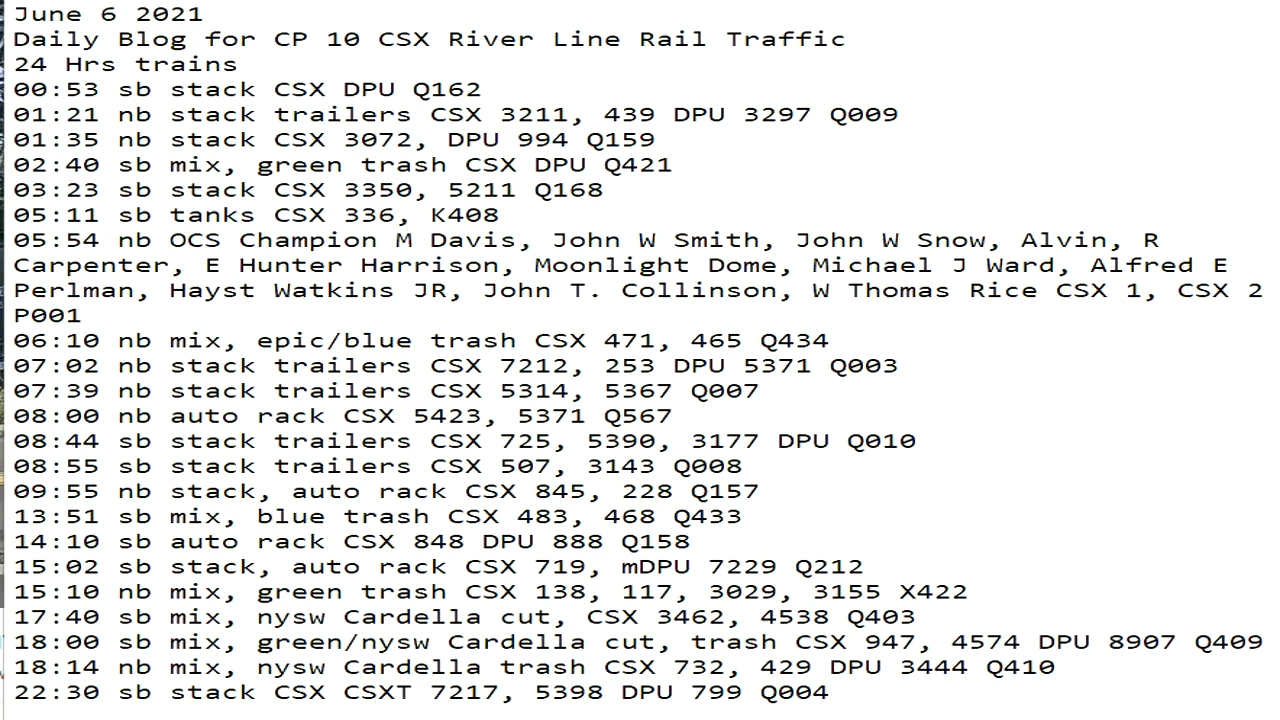 June 6 2021
Daily Blog for CP 10 CSX River Line Rail Traffic
24 Hrs trains
00:53 sb stack CSX DPU Q162
01:21 nb stack trailers CSX 3211, 439 DPU 3297 Q009
01:35 nb stack CSX 3072, DPU 994 Q159
02:40 sb mix, green trash CSX DPU Q421
03:23 sb stack CSX 3350, 5211 Q168
05:11 sb tanks CSX 336, K408
05:54 nb OCS Champion M Davis, John W Smith, John W Snow, Alvin, R
Carpenter, E Hunter Harrison, Moonlight Dome, Michael J Ward, Alfred E
Perlman, Hayst Watkins JR, John T. Collinson, W Thomas Rice CSX 1, CSX 2
P001
06:10 nb mix, epic/blue trash CSX 471, 465 Q434
07:02 nb stack trailers CSX 7212, 253 DPU 5371 Q003
07:39 nb stack trailers CSX 5314, 5367 Q007
08:00 nb auto rack CSX 5423, 5371 Q567
08:44 sb stack trailers CSX 725, 5390, 3177 DPU Q010
08:55 sb stack trailers CSX 507, 3143 Q008
09:55 nb stack, auto rack CSX 845, 228 Q157
13:51 sb mix, blue trash CSX 483, 468 Q433
14:10 sb auto rack CSX 848 DPU 888 Q158
15:02 sb stack, auto rack CSX 719, mDPU 7229 Q212
15:10 nb mix, green trash CSX 138, 117, 3029, 3155 X422
17:40 sb mix, nysw Cardella cut, CSX 3462, 4538 Q403
18:00 sb mix, green/nysw Cardella cut, trash CSX 947, 4574 DPU 8907 Q409
18:14 nb mix, nysw Cardella trash CSX 732, 429 DPU 3444 Q410
22:30 sb stack CSX CSXT 7217, 5398 DPU 799 Q004